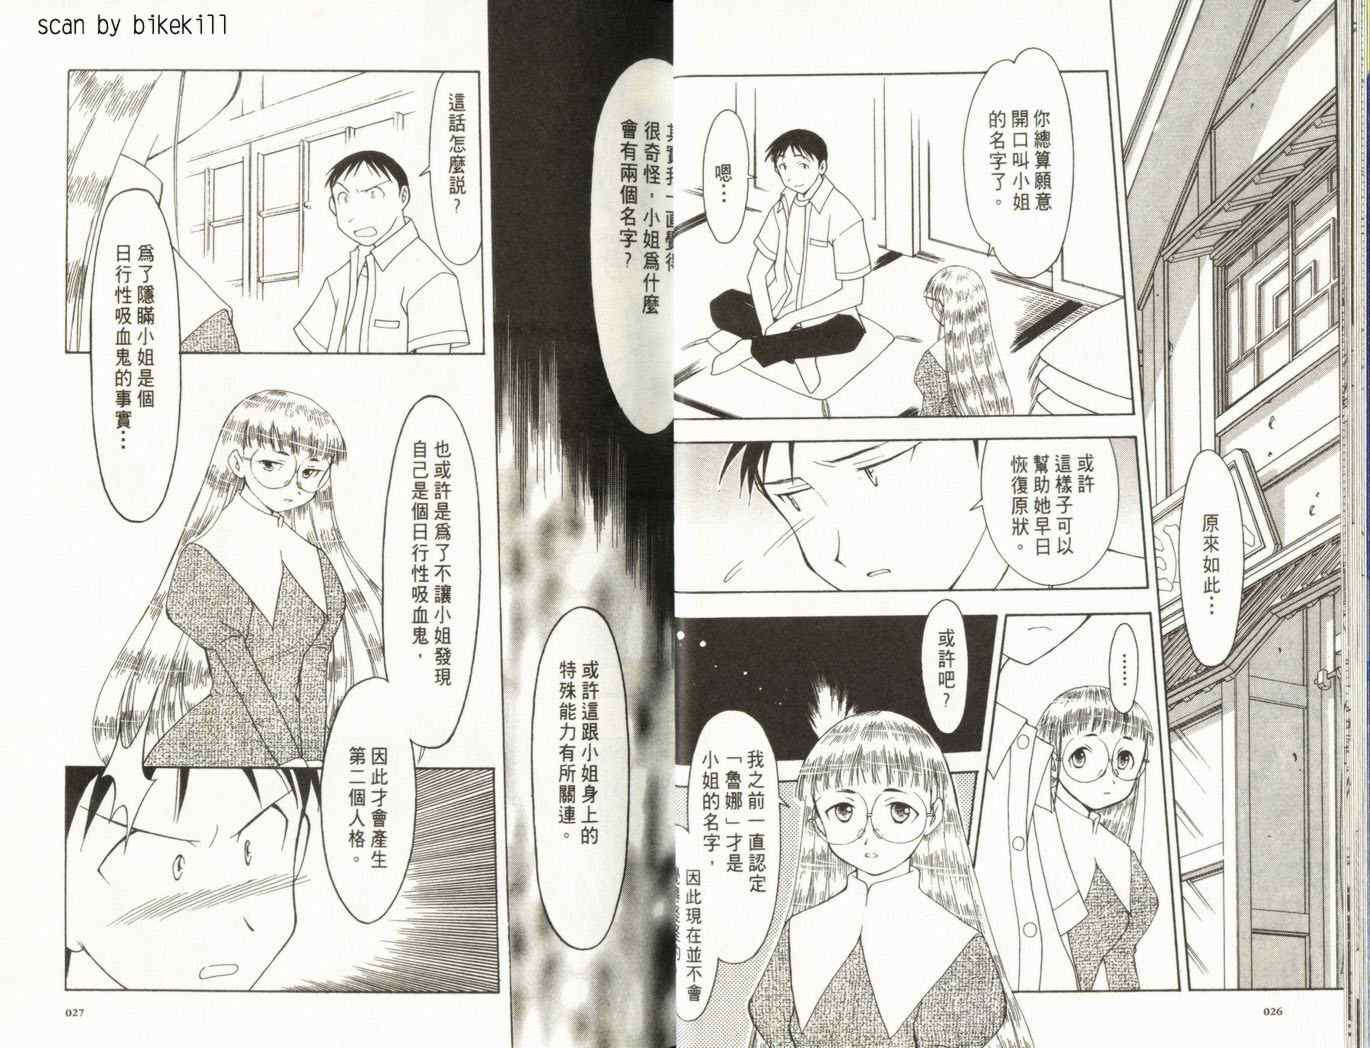 scan by bikekill
原來如此…
你總算願意
開口叫小姐
的名字了。
嗯…
或許
這樣子可以
幫助她早日
恢復原狀。
……
或許吧?
我之前一直認定
「魯娜」才是
小姐的名字,
因此現在並不會
很奇怪,小姐為什麼
會有兩個名字?
或許這跟小姐身上的
特殊能力有所關連。
這話怎麼說?
為了隱瞞小姐是個
日行性吸血鬼的事實…
也或許是為了不讓小姐發現
自己是個日行性吸血鬼,
因此才會產生
第二個人格。
027
026